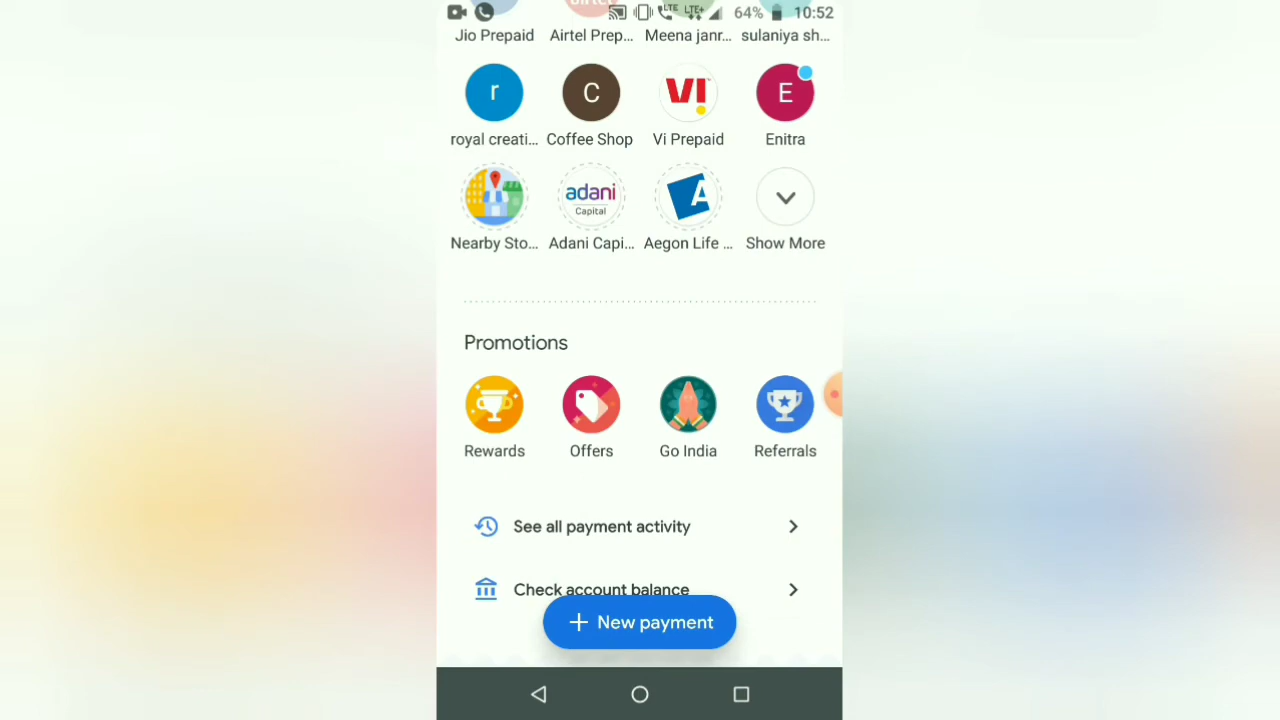 LTE LTE+ 64% 10:52
Jio Prepaid Airtel Prep... Meena janr... sulaniya sh...
r C VI E
royal creati... Coffee Shop Vi Prepaid Enitra
adani
Capital
A
Nearby Sto... Adani Capi... Aegon Life ... Show More
Promotions
Rewards Offers Go India Referrals
See all payment activity
Check account balance
+ New payment